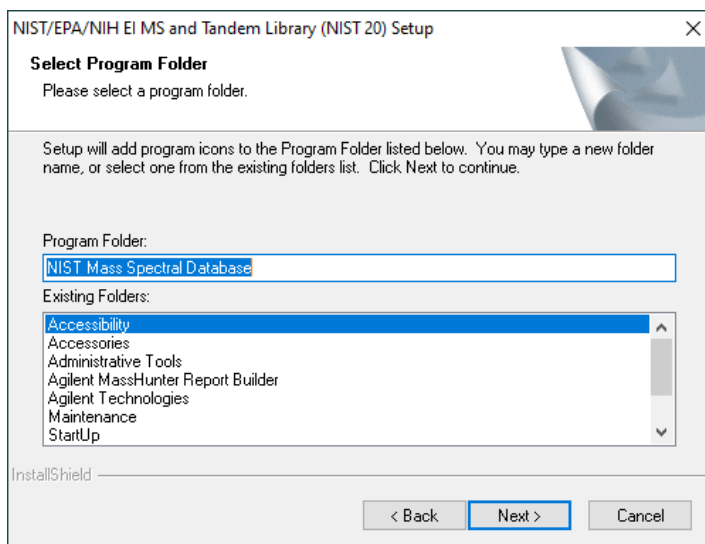 NIST/EPA/NIH EI MS and Tandem Library (NIST 20) Setup
Select Program Folder
Please select a program folder.
Setup will add program icons to the Program Folder listed below.  You may type a new folder
name, or select one from the existing folders list.  Click Next to continue.
Program Folder:
NIST Mass Spectral Database
Existing Folders:
Accessibility
Accessories
Administrative Tools
Agilent MassHunter Report Builder
Agilent Technologies
Maintenance
StartUp
InstallShield
< Back
Next >
Cancel